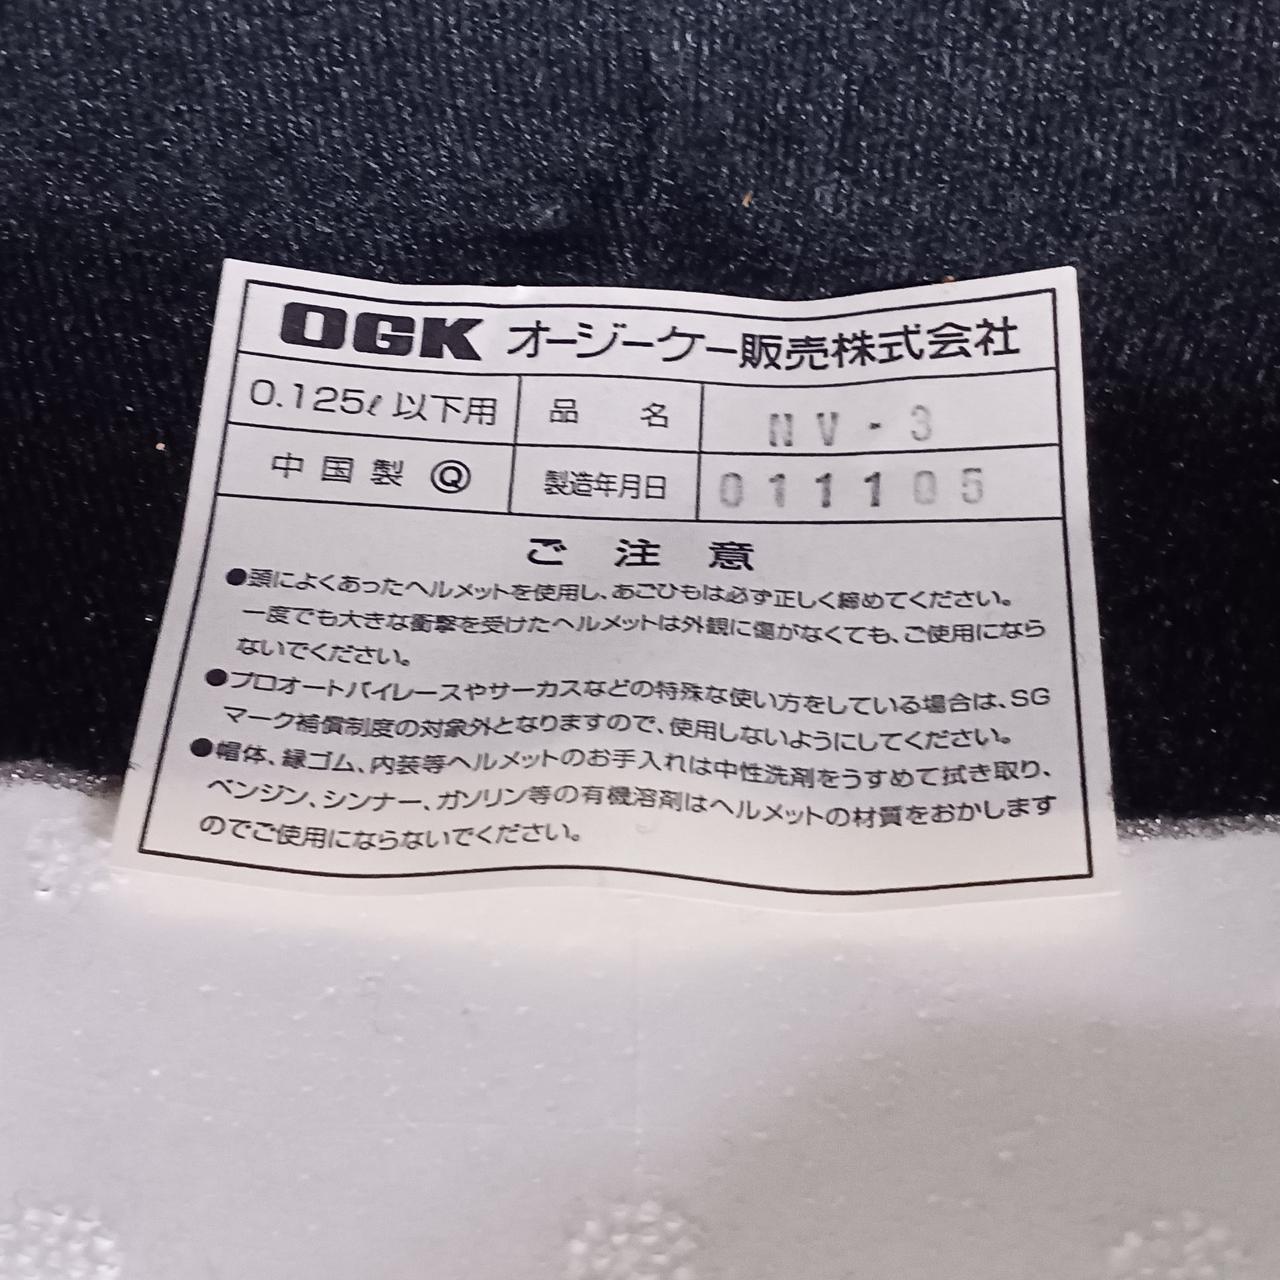 OGK オージーケー販売株式会社
0.125ℓ 以下用 品 名 NV-3
中国製 Ⓠ 製造年月日 011105
ご注意
●頭によくあったヘルメットを使用し、あごひもは必ず正しく締めてください。
一度でも大きな衝撃を受けたヘルメットは外観に傷がなくても、ご使用になら
ないでください。
●プロオートバイレースやサーカスなどの特殊な使い方をしている場合は、SG
マーク補償制度の対象外となりますので、使用しないようにしてください。
●帽体、縁ゴム、内装等ヘルメットのお手入れは中性洗剤をうすめて拭き取り、
ベンジン、シンナー、ガソリン等の有機溶剤はヘルメットの材質をおかします
のでご使用にならないでください。